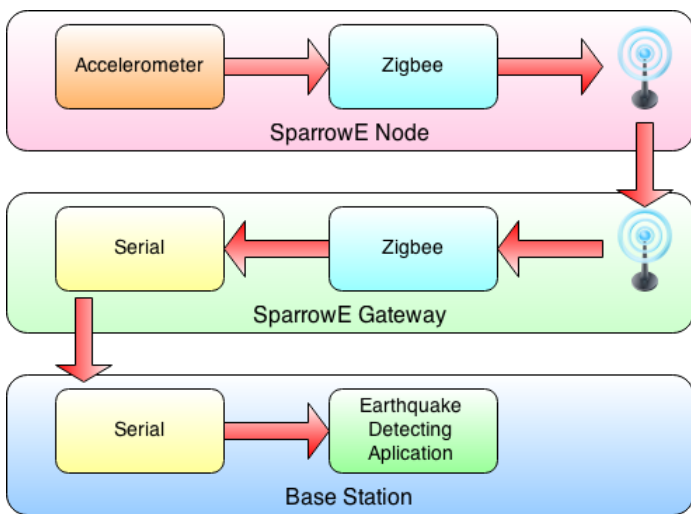 Accelerometer
Zigbee
SparrowE Node
Serial
Zigbee
SparrowE Gateway
Serial
Earthquake
Detecting
Aplication
Base Station